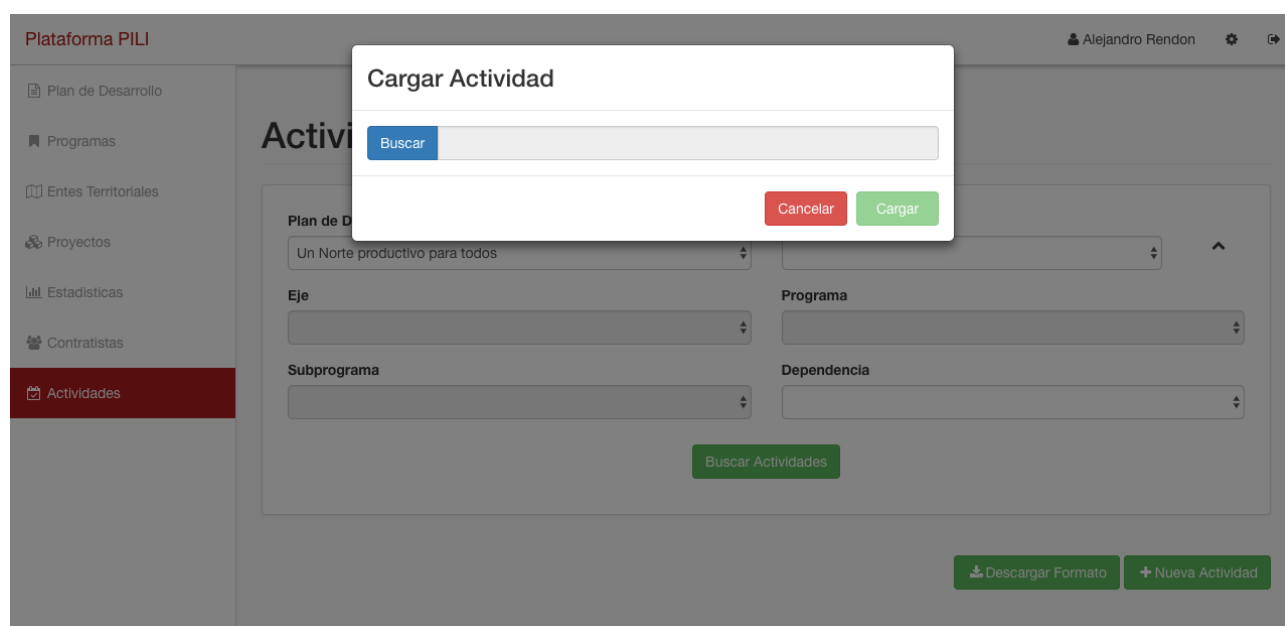 Plataforma PILI
Alejandro Rendon
Plan de Desarrollo
Programas
Entes Territoriales
Proyectos
Estadisticas
Contratistas
Actividades
Cargar Actividad
Buscar
Cancelar Cargar
Activi
Plan de D
Un Norte productivo para todos
Eje Programa
Subprograma Dependencia
Buscar Actividades
Descargar Formato + Nueva Actividad